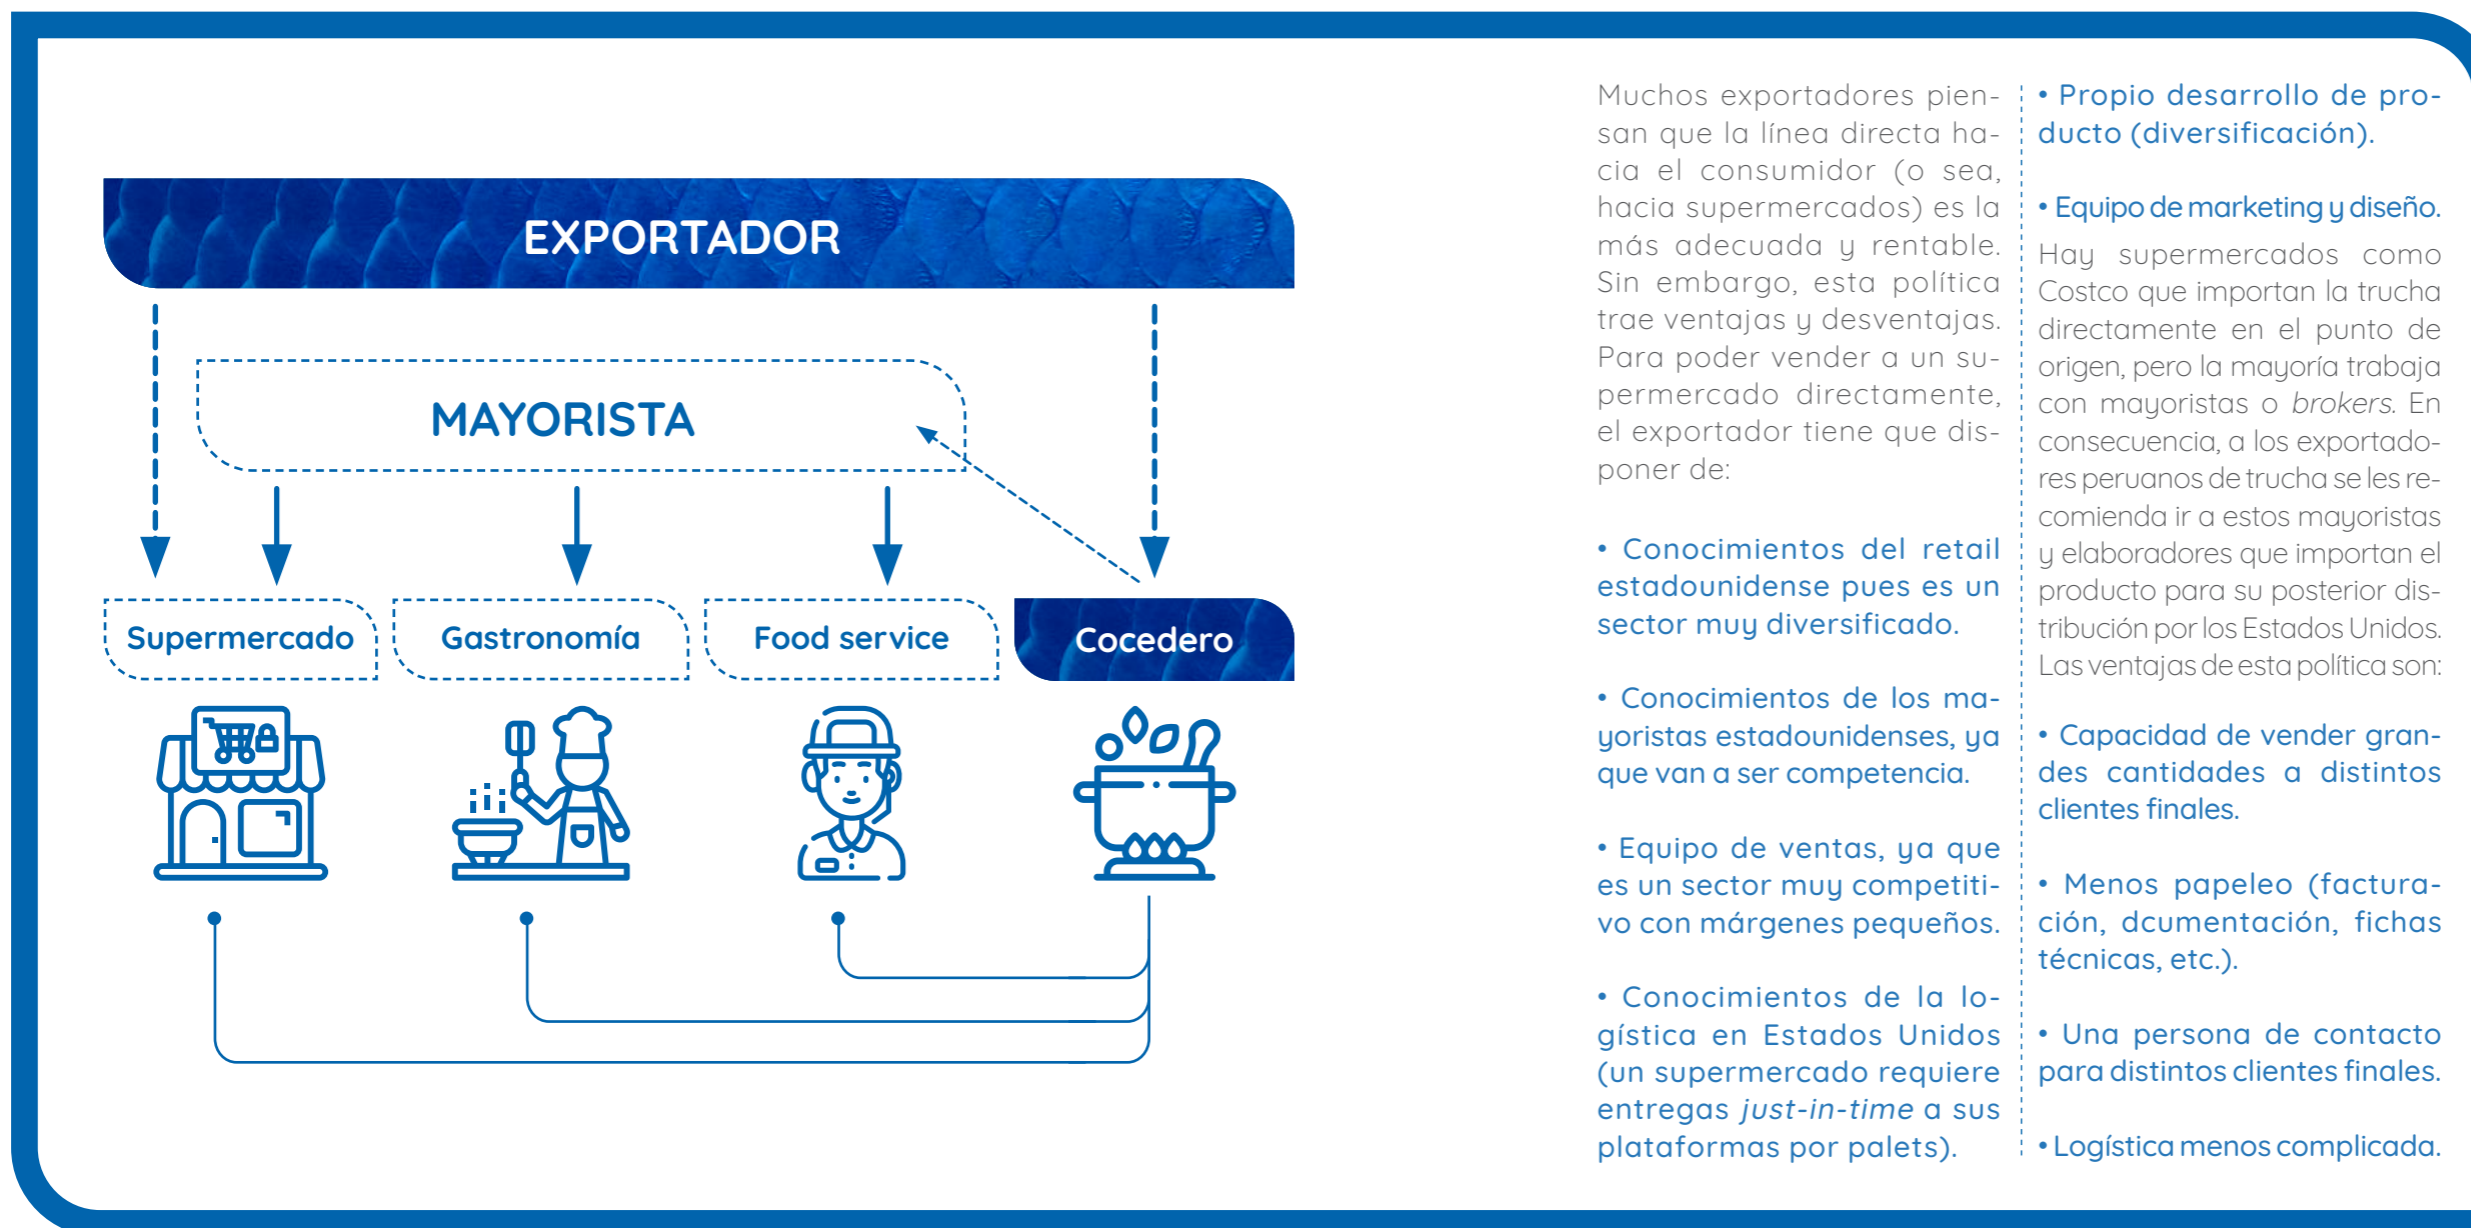 EXPORTADOR
MAYORISTA
Supermercado
Gastronomía
Food service
Cocedero
Muchos exportadores pien-
san que la línea directa ha-
cia el consumidor (o sea,
hacia supermercados) es la
más adecuada y rentable.
Sin embargo, esta política
trae ventajas y desventajas.
Para poder vender a un su-
permercado directamente,
el exportador tiene que dis-
poner de:
• Conocimientos del retail
estadounidense pues es un
sector muy diversificado.
• Conocimientos de los ma-
yoristas estadounidenses, ya
que van a ser competencia.
• Equipo de ventas, ya que
es un sector muy competiti-
vo con márgenes pequeños.
• Conocimientos de la lo-
gística en Estados Unidos
(un supermercado requiere
entregas just-in-time a sus
plataformas por palets).
• Propio desarrollo de pro-
ducto (diversificación).
• Equipo de marketing y diseño.
Hay supermercados como
Costco que importan la trucha
directamente en el punto de
origen, pero la mayoría trabaja
con mayoristas o brokers. En
consecuencia, a los exportado-
res peruanos de trucha se les re-
comienda ir a estos mayoristas
y elaboradores que importan el
producto para su posterior dis-
tribución por los Estados Unidos.
Las ventajas de esta política son:
• Capacidad de vender gran-
des cantidades a distintos
clientes finales.
• Menos papeleo (factura-
ción, dcumentación, fichas
técnicas, etc.).
• Una persona de contacto
para distintos clientes finales.
• Logística menos complicada.